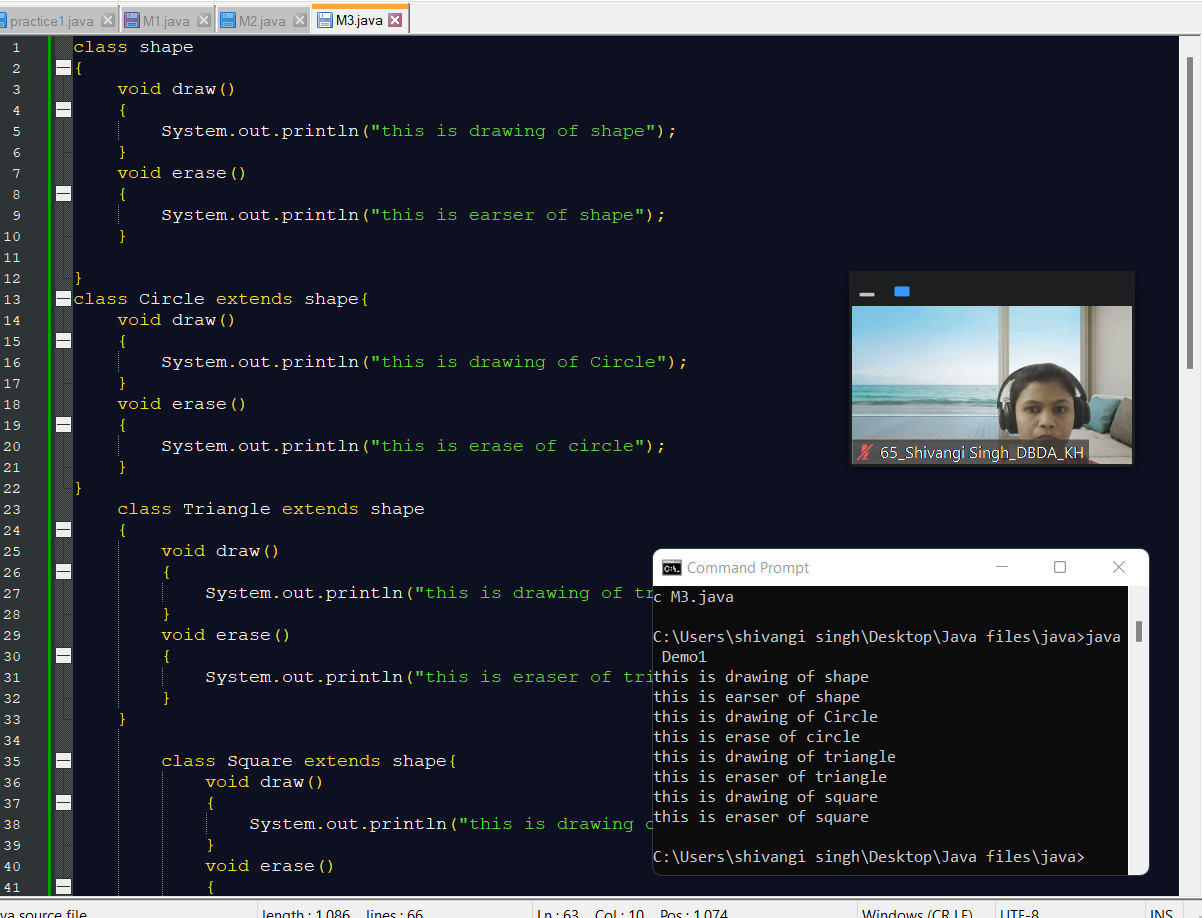 practice1.java
M1.java
M2.java
M3.java
1 class shape
2 {
3 void draw()
4 {
5 System.out.println("this is drawing of shape");
6 }
7 void erase()
8 {
9 System.out.println("this is earser of shape");
10 }
11
12 }
13 class Circle extends shape{
14 void draw()
15 {
16 System.out.println("this is drawing of Circle");
17 }
18 void erase()
19 {
20 System.out.println("this is erase of circle");
21 }
22 }
23 class Triangle extends shape
24 {
25 void draw()
26 {
27 System.out.println("this is drawing of tr
28 }
29 void erase()
30 {
31 System.out.println("this is eraser of tri
32 }
33 }
34
35 class Square extends shape{
36 void draw()
37 {
38 System.out.println("this is drawing
39 }
40 void erase()
41 {
65_Shivangi Singh_DBDA_KH
C:\.
Command Prompt
c M3.java
C:\Users\shivangi singh\Desktop\Java files\java>java
Demo1
this is drawing of shape
this is earser of shape
this is drawing of Circle
this is erase of circle
this is drawing of triangle
this is eraser of triangle
this is drawing of square
this is eraser of square
C:\Users\shivangi singh\Desktop\Java files\java>
va source file length : 1,086 lines : 66 Ln : 63 Col : 10 Pos : 1,074 Windows (CR LF) UTF-8 INS